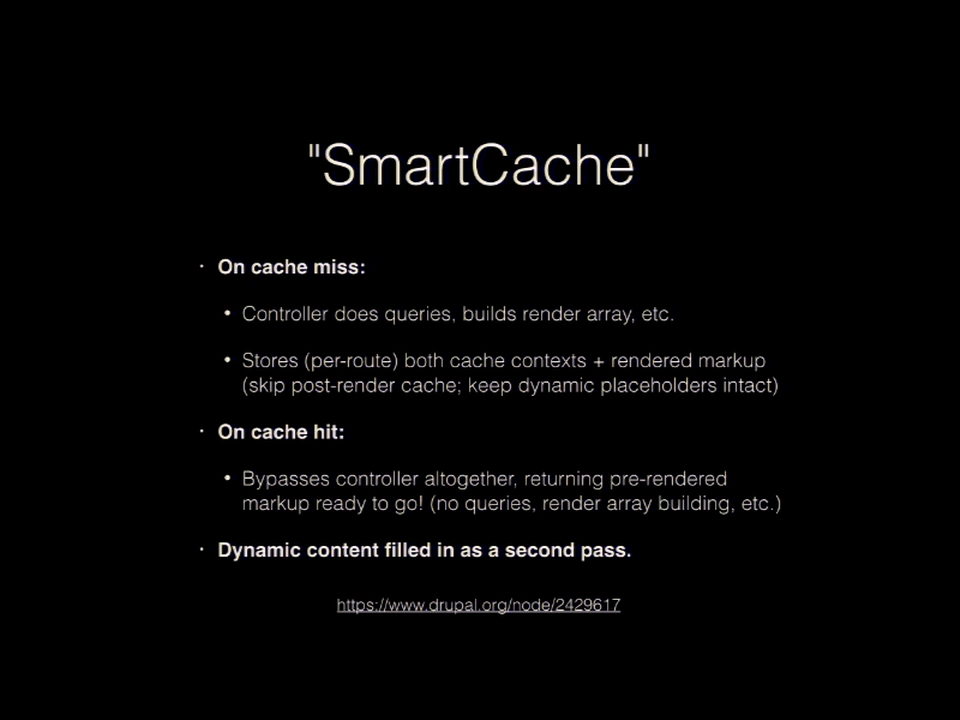 "SmartCache"
· On cache miss:
• Controller does queries, builds render array, etc.
• Stores (per-route) both cache contexts + rendered markup
(skip post-render cache; keep dynamic placeholders intact)
· On cache hit:
• Bypasses controller altogether, returning pre-rendered
markup ready to go! (no queries, render array building, etc.)
· Dynamic content filled in as a second pass.
https://www.drupal.org/node/2429617